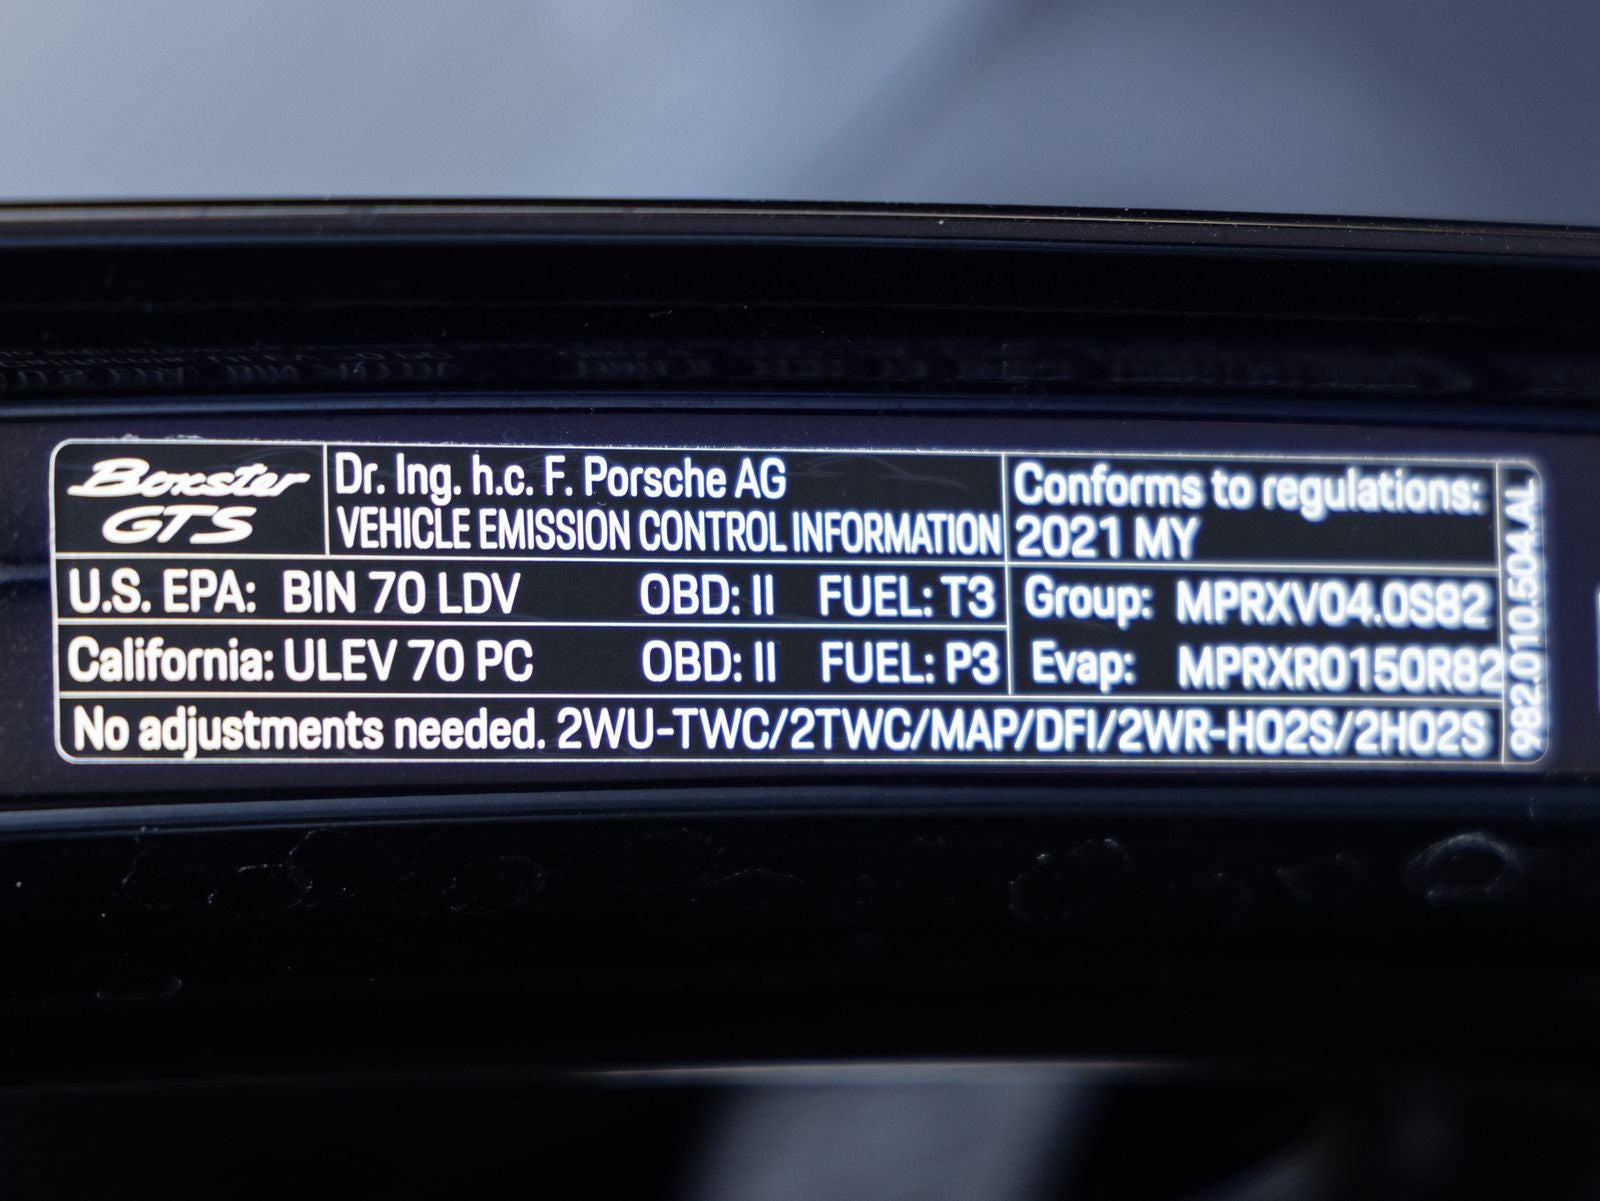 Boxster
GTS
Dr. Ing. h.c. F. Porsche AG
VEHICLE EMISSION CONTROL INFORMATION
Conforms to regulations:
2021 MY
U.S. EPA: BIN 70 LDV OBD: II FUEL: T3
Group: MPRXV04.0S82
California: ULEV 70 PC OBD: II FUEL: P3
Evap: MPRXR0150R82
No adjustments needed. 2WU-TWC/2TWC/MAP/DFI/2WR-HO2S/2HO2S
982.010.504.AL